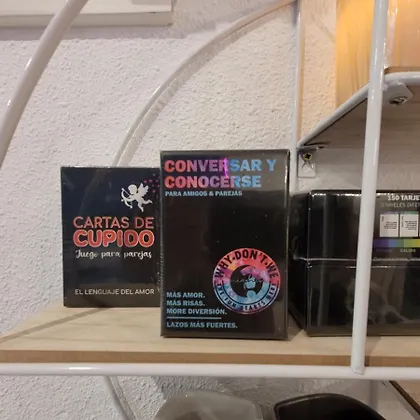 CARTAS DE
CUPIDO
Juego para parejas
EL LENGUAJE DEL AMOR
CONVERSAR Y
CONOCERSE
PARA AMIGOS & PAREJAS
WHY-DON'T-WE
MÁS AMOR.
MÁS RISAS.
MORE DIVERSIÓN.
LAZOS MÁS FUERTES.
150 TARJE